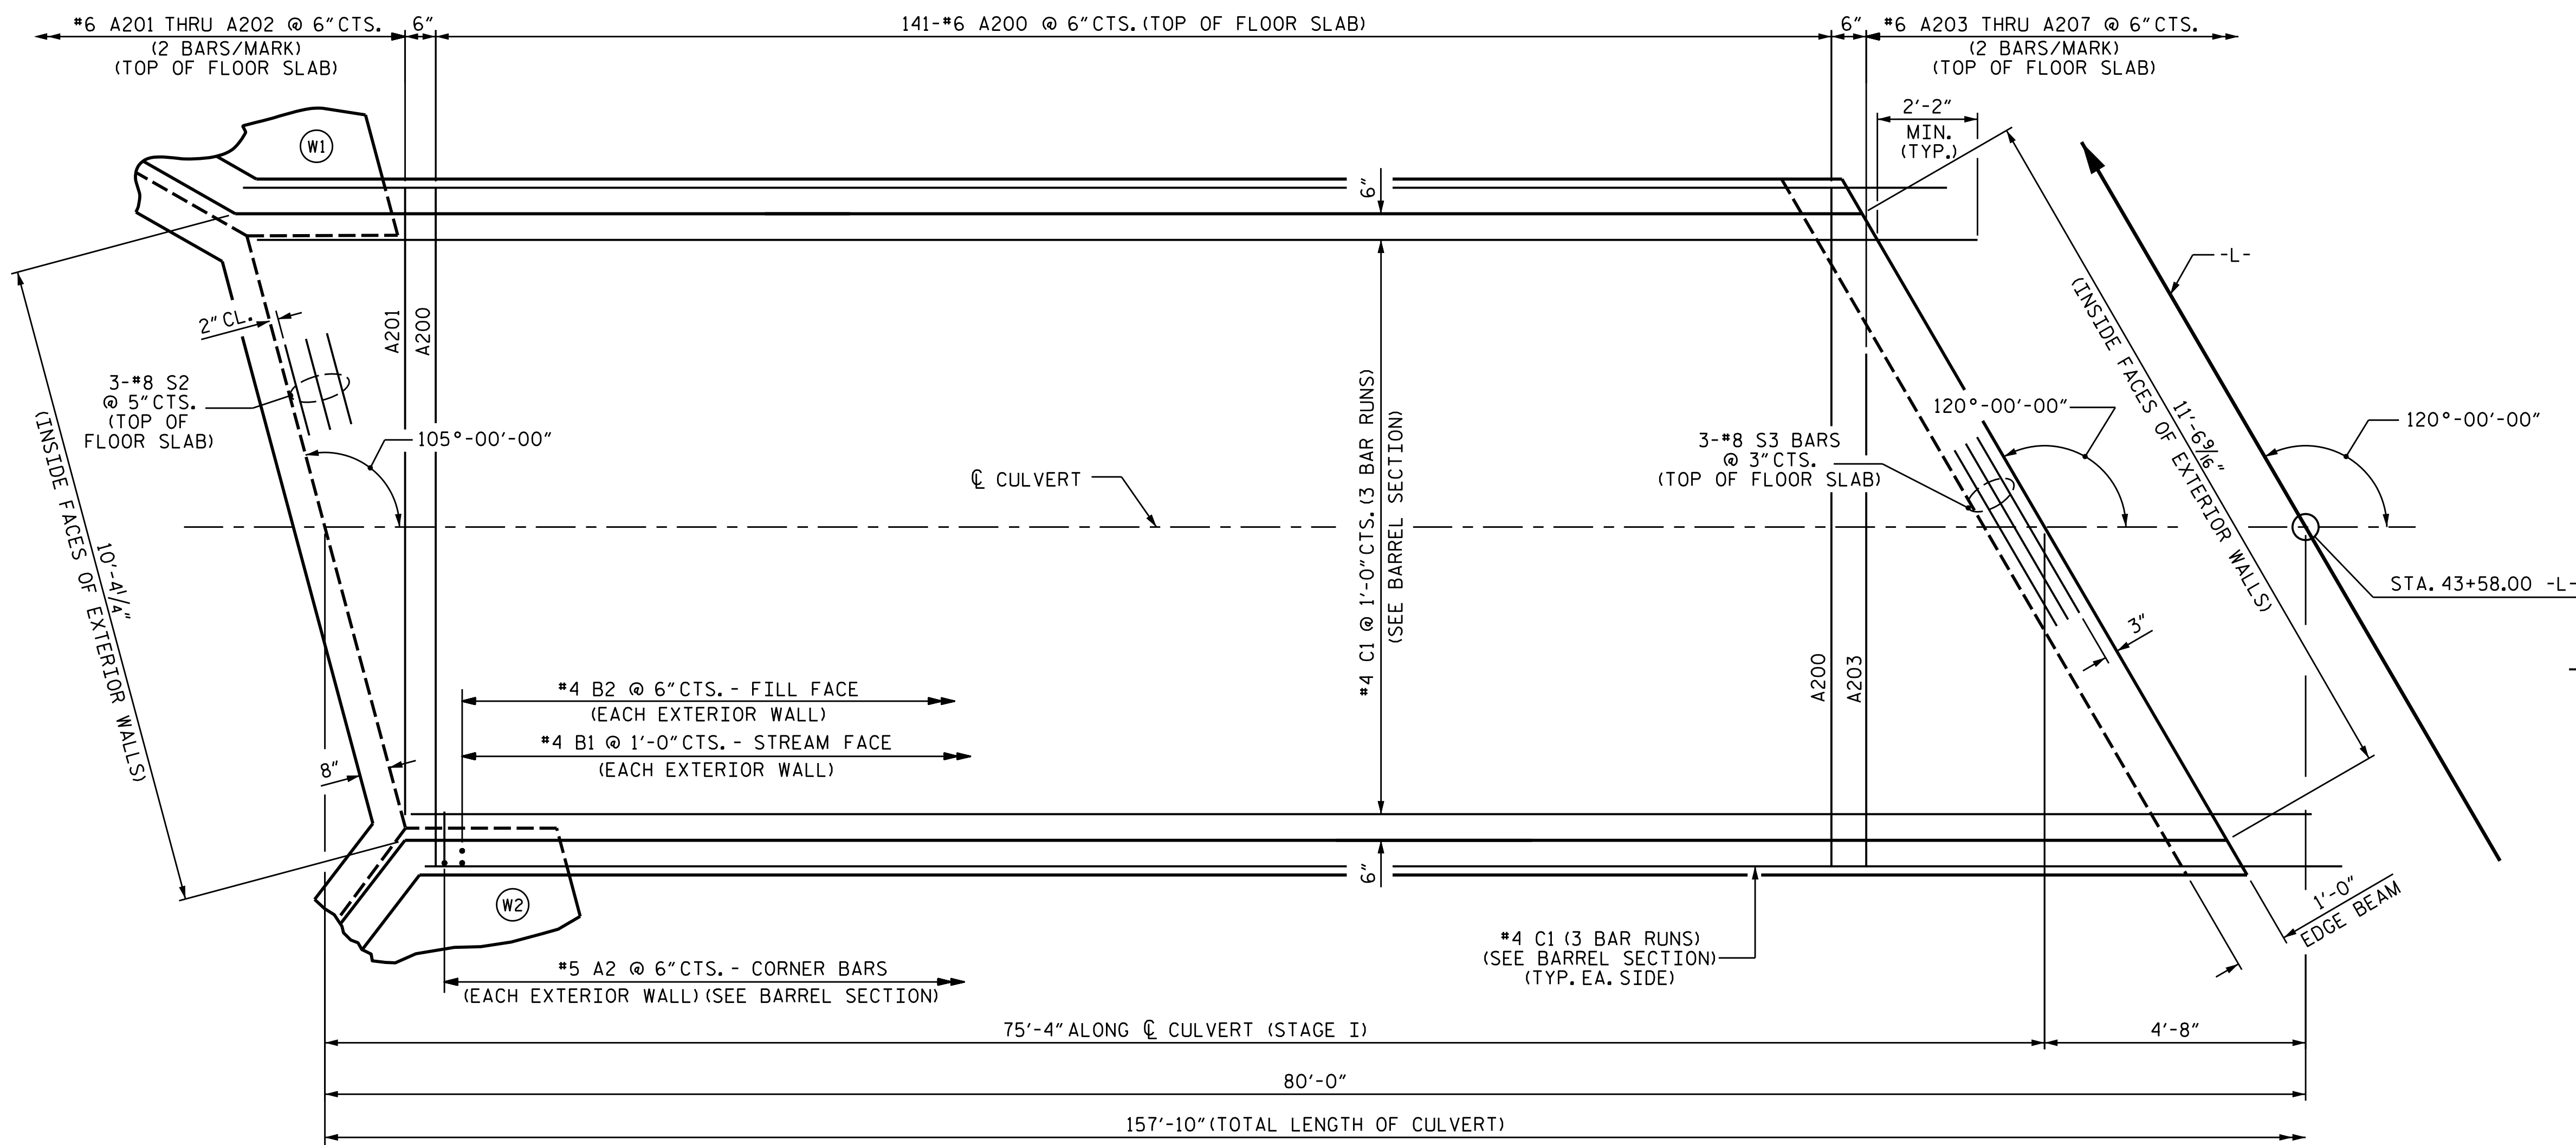 #6 A201 THRU A202 @ 6" CTS.
(2 BARS/MARK)
(TOP OF FLOOR SLAB)
6"
141-#6 A200 @ 6" CTS. (TOP OF FLOOR SLAB)
6"
#6 A203 THRU A207 @ 6" CTS.
(2 BARS/MARK)
(TOP OF FLOOR SLAB)
2'-2"
MIN.
(TYP.)
W1
6"
-L-
2" CL.
A201
A200
3-#8 S2
@ 5" CTS.
(TOP OF
FLOOR SLAB)
105°-00'-00"
10'-4 1/4"
(INSIDE FACES OF EXTERIOR WALLS)
℄ CULVERT
#4 C1 @ 1'-0" CTS. (3 BAR RUNS)
(SEE BARREL SECTION)
3-#8 S3 BARS
@ 3" CTS.
(TOP OF FLOOR SLAB)
120°-00'-00"
11'-6 9/16"
(INSIDE FACES OF EXTERIOR WALLS)
120°-00'-00"
STA. 43+58.00 -L-
3"
A200
A203
#4 B2 @ 6" CTS. - FILL FACE
(EACH EXTERIOR WALL)
#4 B1 @ 1'-0" CTS. - STREAM FACE
(EACH EXTERIOR WALL)
8"
6"
W2
1'-0"
EDGE BEAM
#4 C1 (3 BAR RUNS)
(SEE BARREL SECTION)
(TYP. EA. SIDE)
#5 A2 @ 6" CTS. - CORNER BARS
(EACH EXTERIOR WALL) (SEE BARREL SECTION)
75'-4" ALONG ℄ CULVERT (STAGE I)
4'-8"
80'-0"
157'-10" (TOTAL LENGTH OF CULVERT)